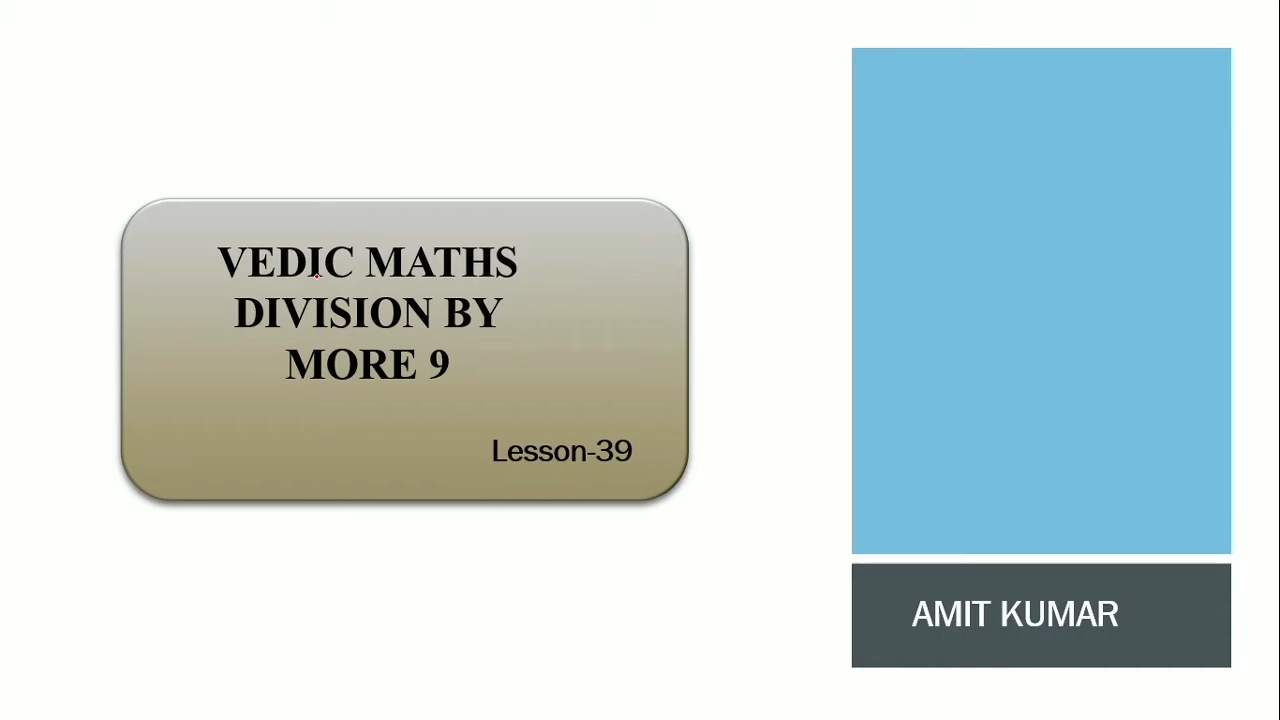 VEDIC MATHS
DIVISION BY
MORE 9
Lesson-39
AMIT KUMAR